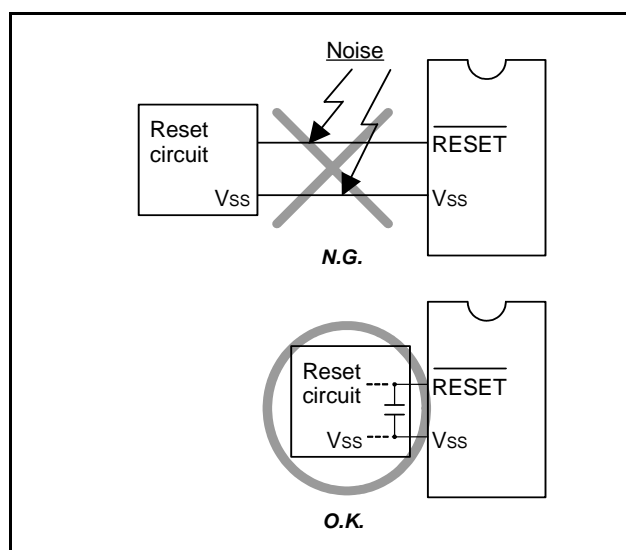 Noise
Reset
circuit
RESET
Vss
Vss
N.G.
Reset
circuit
RESET
Vss
Vss
O.K.